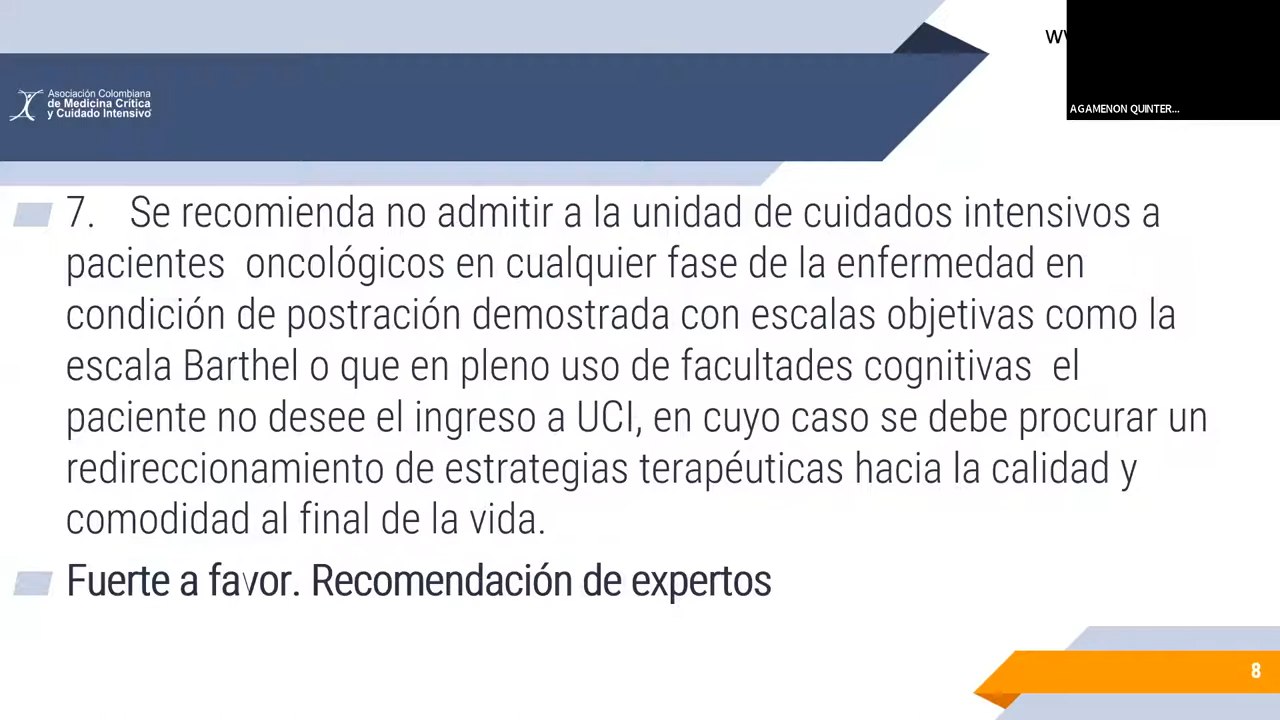 Asociación Colombiana
de Medicina Crítica
y Cuidado Intensivo
AGAMENON QUINTER...
7. Se recomienda no admitir a la unidad de cuidados intensivos a
pacientes oncológicos en cualquier fase de la enfermedad en
condición de postración demostrada con escalas objetivas como la
escala Barthel o que en pleno uso de facultades cognitivas el
paciente no desee el ingreso a UCI, en cuyo caso se debe procurar un
redireccionamiento de estrategias terapéuticas hacia la calidad y
comodidad al final de la vida.
Fuerte a favor. Recomendación de expertos
8